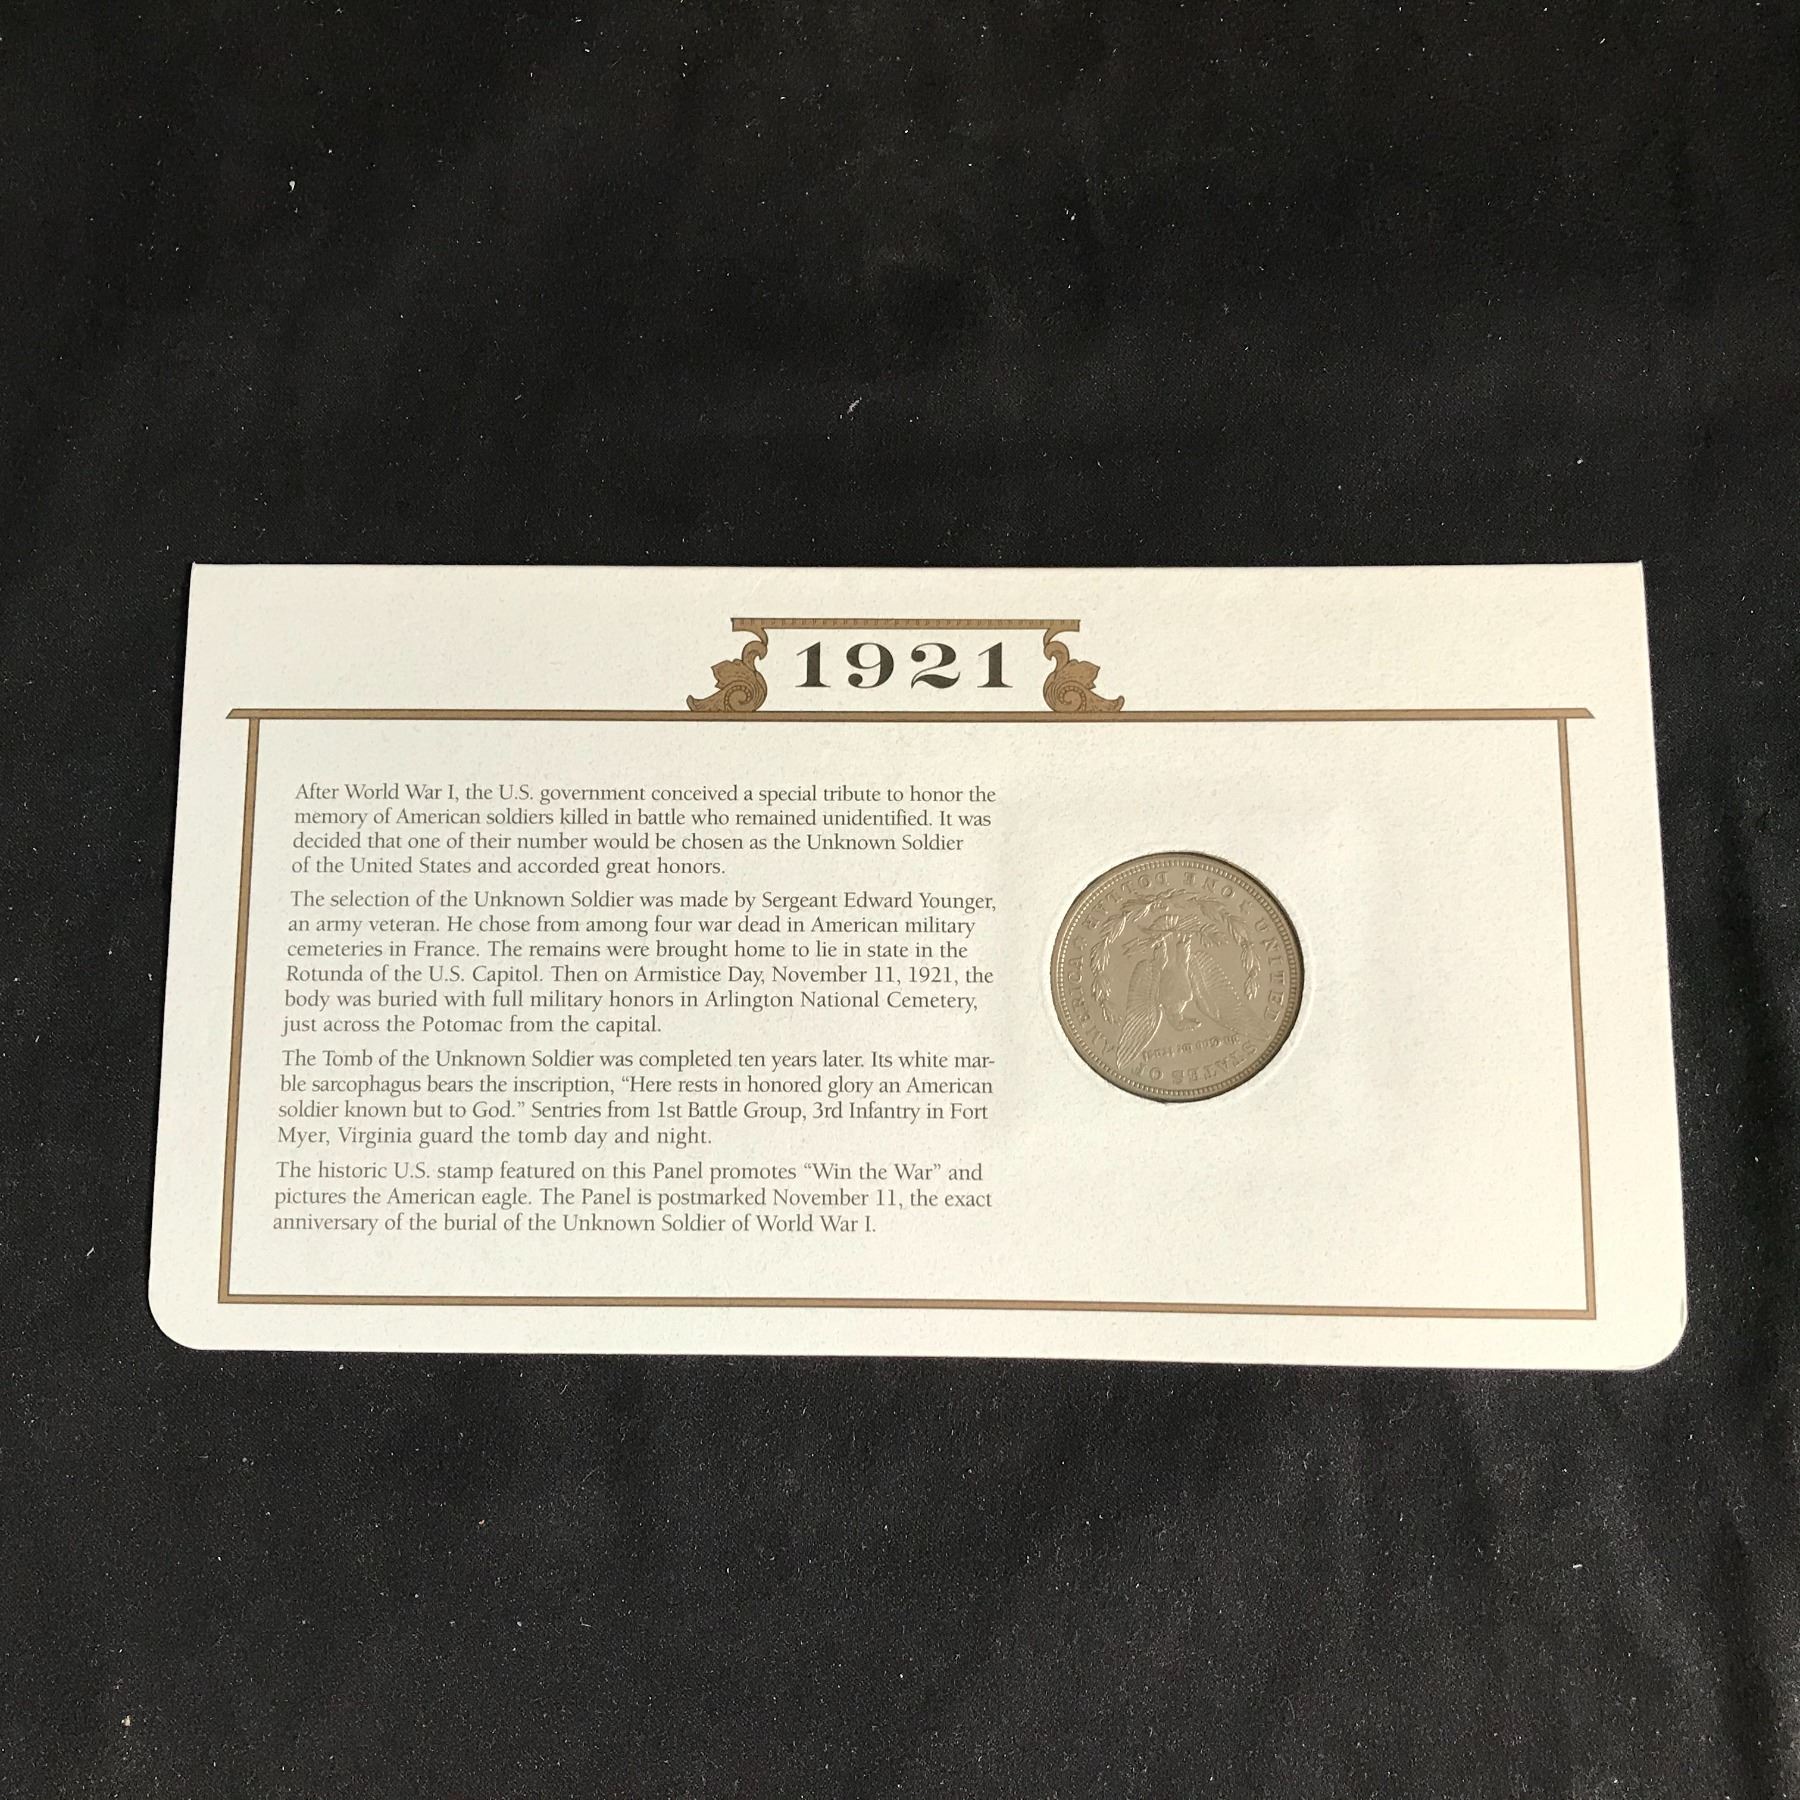 1921
After World War I, the U.S. government conceived a special tribute to honor the
memory of American soldiers killed in battle who remained unidentified. It was
decided that one of their number would be chosen as the Unknown Soldier
of the United States and accorded great honors.
The selection of the Unknown Soldier was made by Sergeant Edward Younger,
an army veteran. He chose from among four war dead in American military
cemeteries in France. The remains were brought home to lie in state in the
Rotunda of the U.S. Capitol. Then on Armistice Day, November 11, 1921, the
body was buried with full military honors in Arlington National Cemetery,
just across the Potomac from the capital.
The Tomb of the Unknown Soldier was completed ten years later. Its white mar-
ble sarcophagus bears the inscription, “Here rests in honored glory an American
soldier known but to God.” Sentries from 1st Battle Group, 3rd Infantry in Fort
Myer, Virginia guard the tomb day and night.
The historic U.S. stamp featured on this Panel promotes “Win the War” and
pictures the American eagle. The Panel is postmarked November 11, the exact
anniversary of the burial of the Unknown Soldier of World War I.
UNITED STATES OF AMERICA
ONE DOLLAR
In God we trust